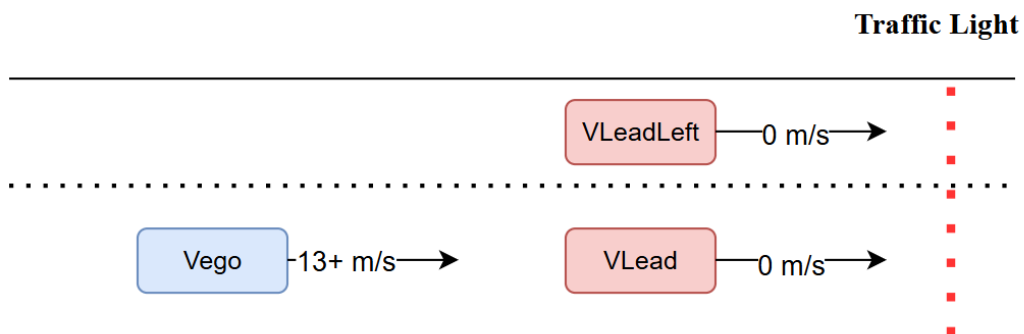 Traffic Light
VLeadLeft
0 m/s
Vego
13+ m/s
VLead
0 m/s